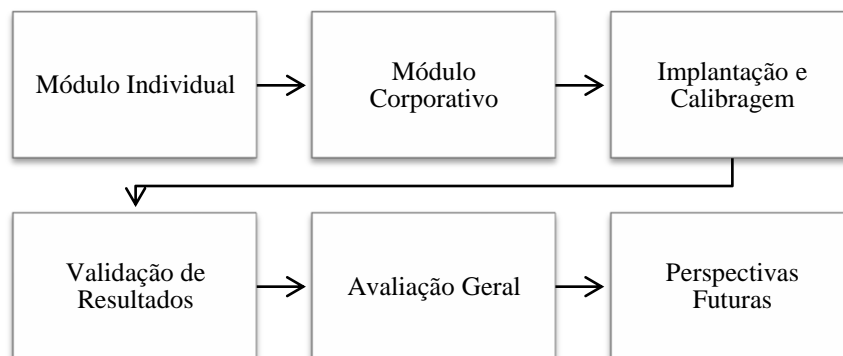 Módulo Individual
Módulo
Corporativo
Implantação e
Calibragem
Validação de
Resultados
Avaliação Geral
Perspectivas
Futuras